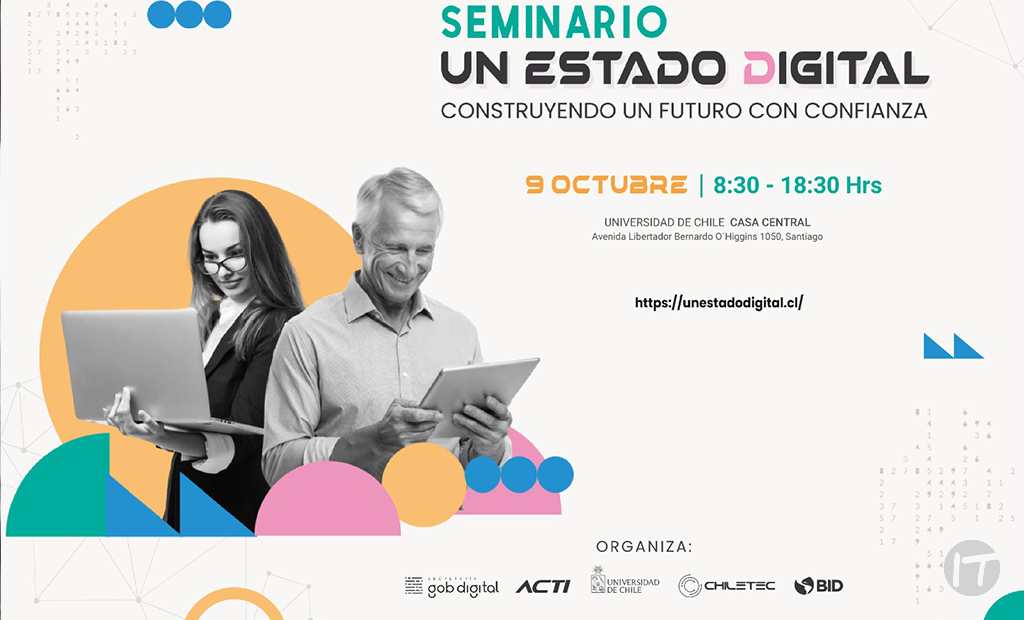 SEMINARIO
UN ESTADO DIGITAL
CONSTRUYENDO UN FUTURO CON CONFIANZA
9 OCTUBRE | 8:30 - 18:30 Hrs
UNIVERSIDAD DE CHILE CASA CENTRAL
Avenida Libertador Bernardo O´Higgins 1050, Santiago
https://unestadodigital.cl/
ORGANIZA:
gob digital
ACTI
UNIVERSIDAD
DE CHILE
CHILETEC
BID
IT